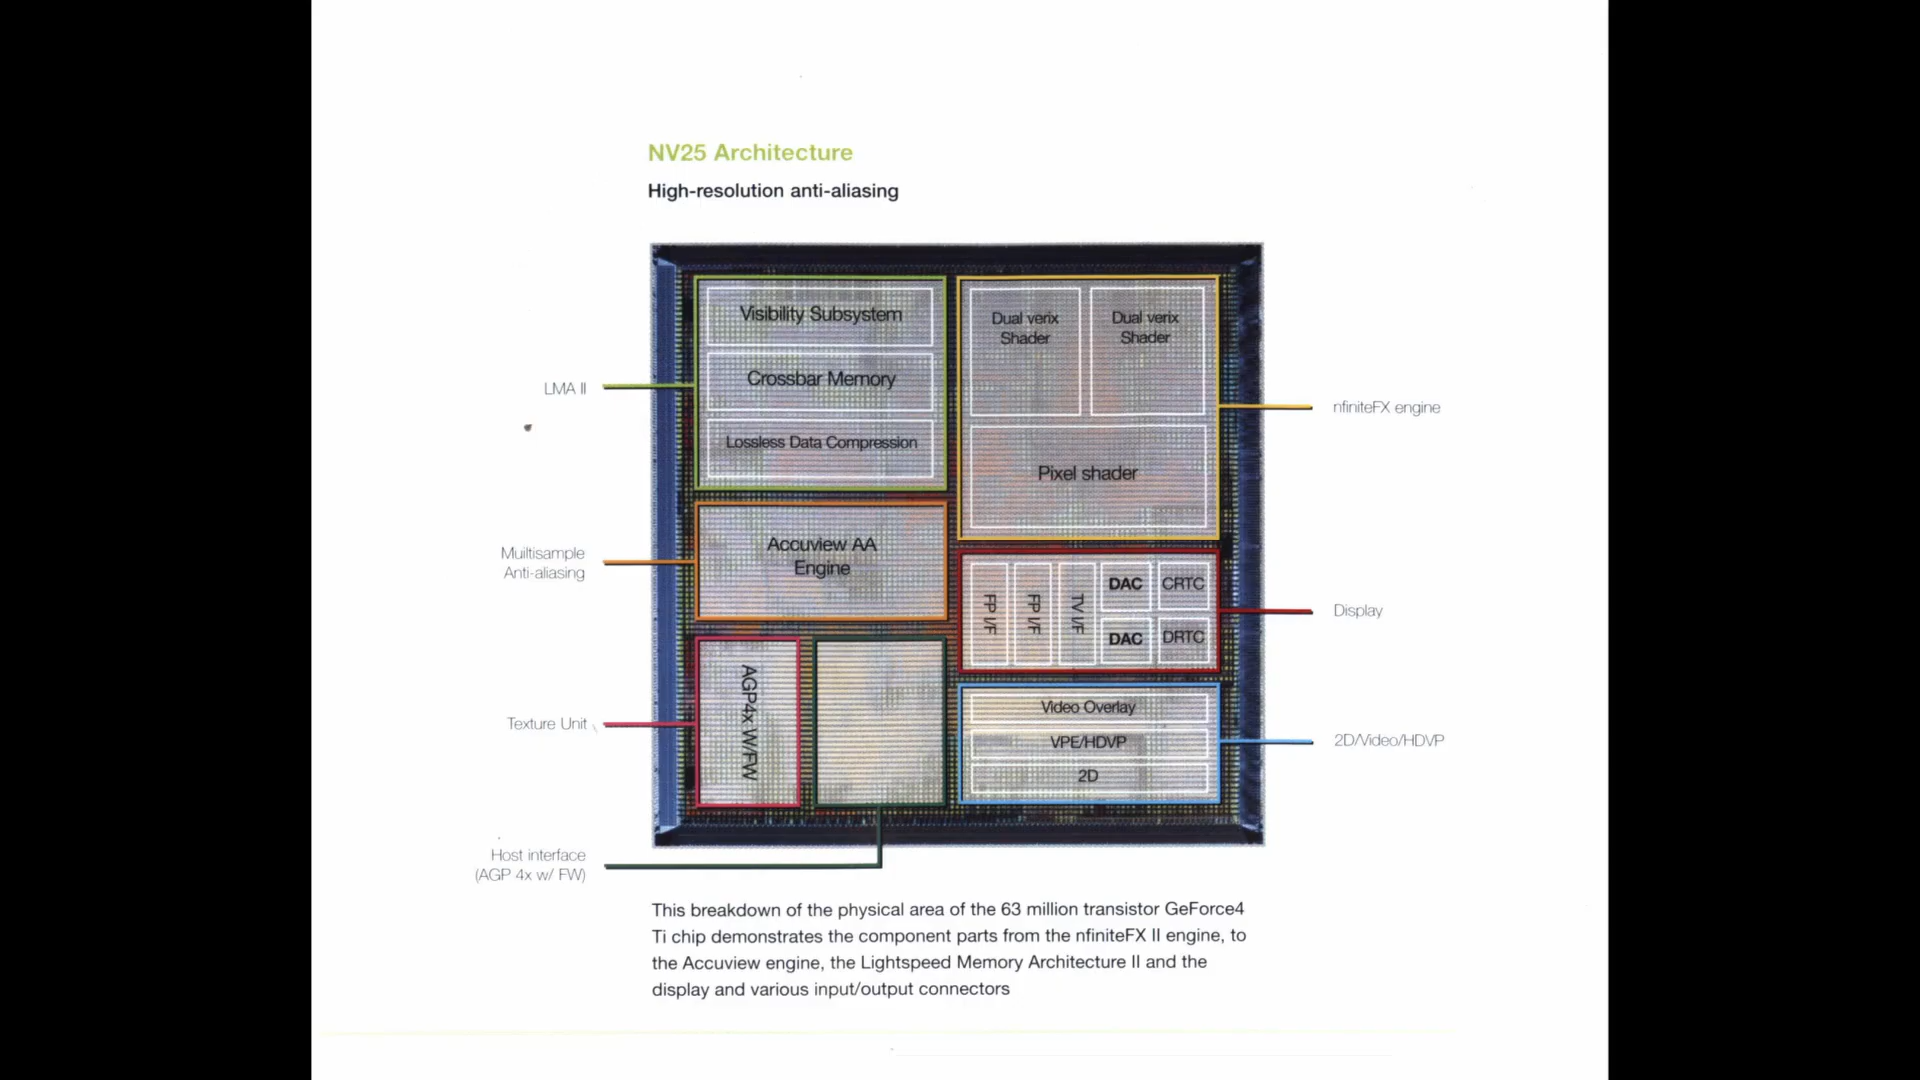 NV25 Architecture
High-resolution anti-aliasing
Visibility Subsystem
Crossbar Memory
Lossless Data Compression
Dual verix
Shader
Dual verix
Shader
Pixel shader
LMA II
nfiniteFX engine
Accuview AA
Engine
Muiltisample
Anti-aliasing
FP I/F
FP I/F
TV I/F
DAC
CRTC
DAC
DRTC
Display
AGP4x W/FW
Texture Unit
Video Overlay
VPE/HDVP
2D
2D/Video/HDVP
Host interface
(AGP 4x w/ FW)
This breakdown of the physical area of the 63 million transistor GeForce4
Ti chip demonstrates the component parts from the nfiniteFX II engine, to
the Accuview engine, the Lightspeed Memory Architecture II and the
display and various input/output connectors